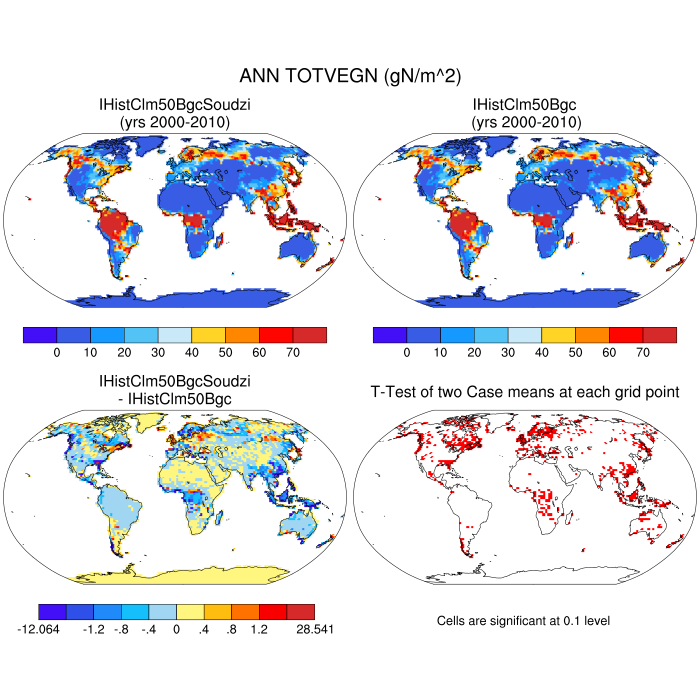 ANN TOTVEGN (gN/m^2)
IHistClm50BgcSoudzi
(yrs 2000-2010)
IHistClm50Bgc
(yrs 2000-2010)
0 10 20 30 40 50 60 70
0 10 20 30 40 50 60 70
IHistClm50BgcSoudzi
- IHistClm50Bgc
T-Test of two Case means at each grid point
-12.064 -1.2 -.8 -.4 0 .4 .8 1.2 28.541
Cells are significant at 0.1 level